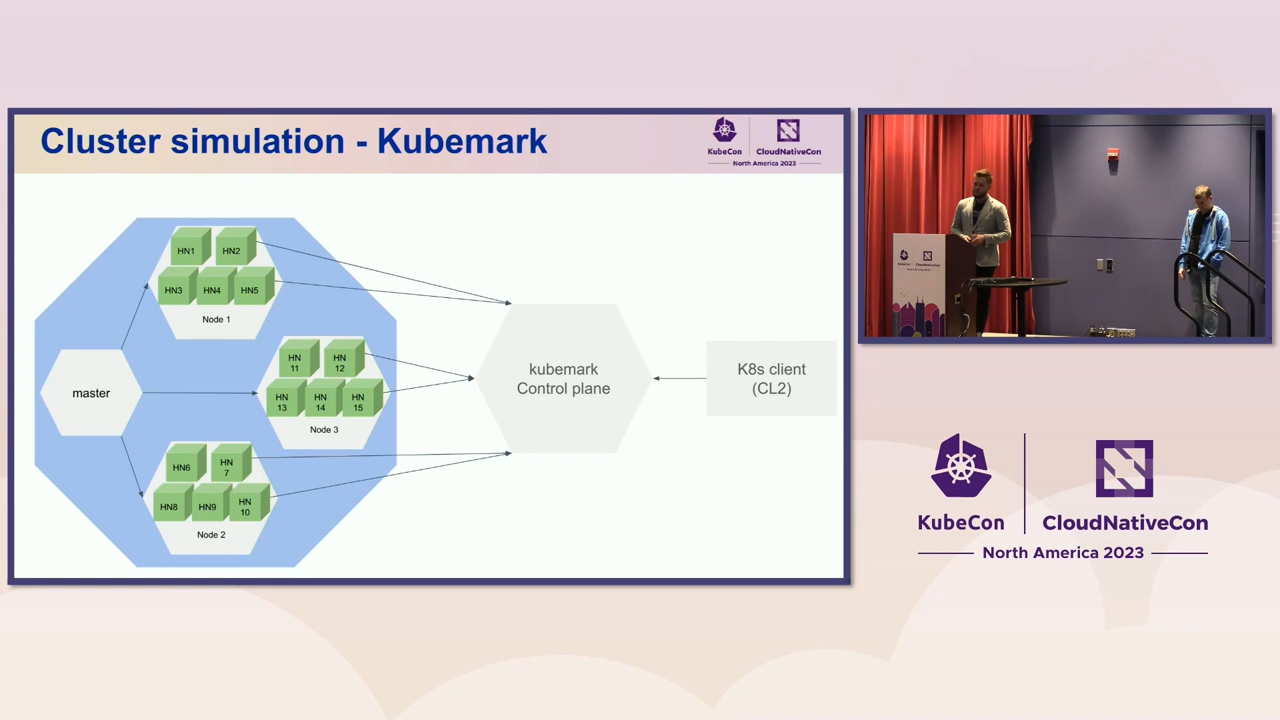 Cluster simulation - Kubemark
KubeCon
CloudNativeCon
North America 2023
HN1
HN2
HN3
HN4
HN5
Node 1
master
HN
11
HN
12
HN
13
HN
14
HN
15
Node 3
HN6
HN
7
HN8
HN9
HN
10
Node 2
kubemark
Control plane
K8s client
(CL2)
KubeCon
CloudNativeCon
North America 2023